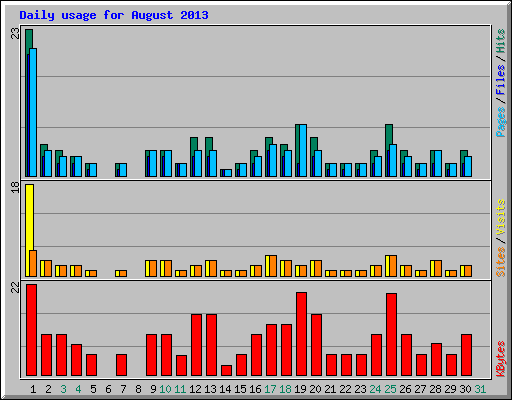 Daily usage for August 2013
23
Pages / Files / Hits
18
Sites / Visits
22
KBytes
1 2 3 4 5 6 7 8 9 10 11 12 13 14 15 16 17 18 19 20 21 22 23 24 25 26 27 28 29 30 31